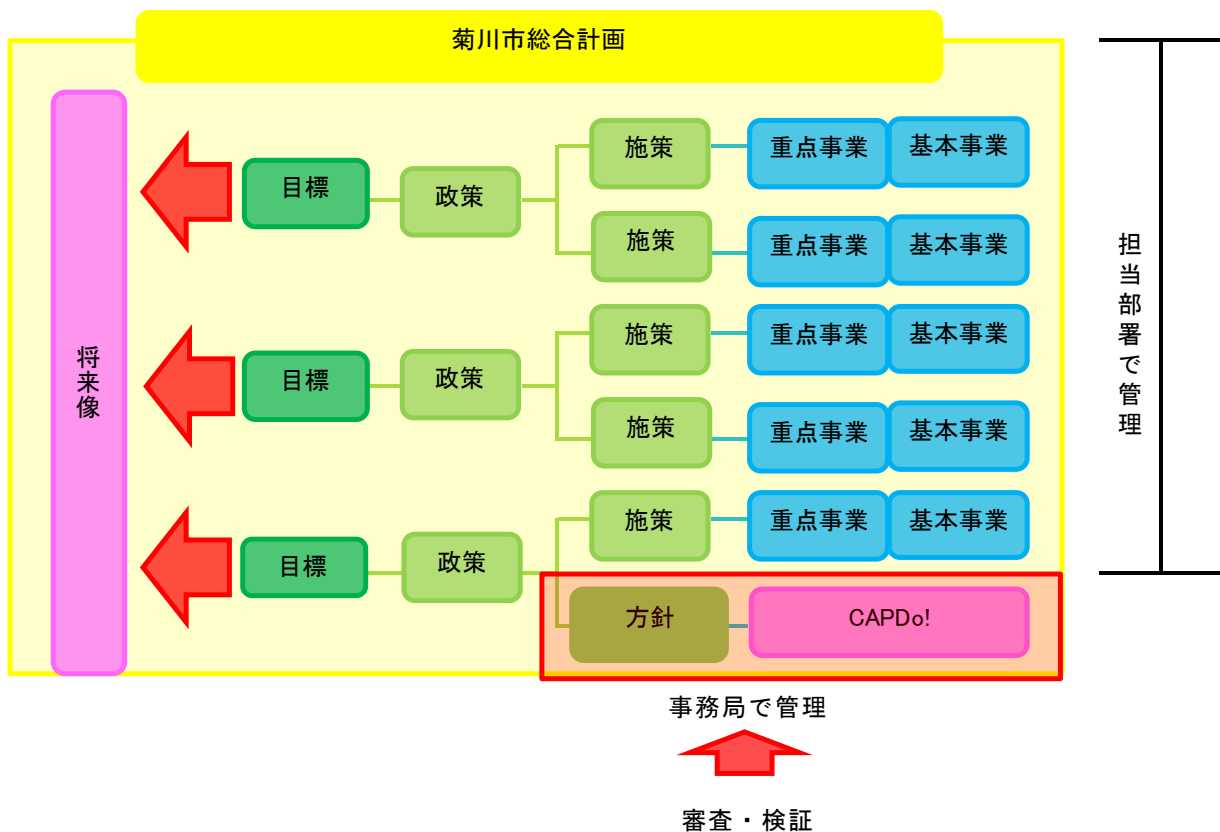 菊川市総合計画
施策
重点事業
基本事業
目標
政策
施策
重点事業
基本事業
将来像
施策
重点事業
基本事業
目標
政策
施策
重点事業
基本事業
施策
重点事業
基本事業
目標
政策
方針
CAPDo!
担当部署で管理
事務局で管理
審査・検証